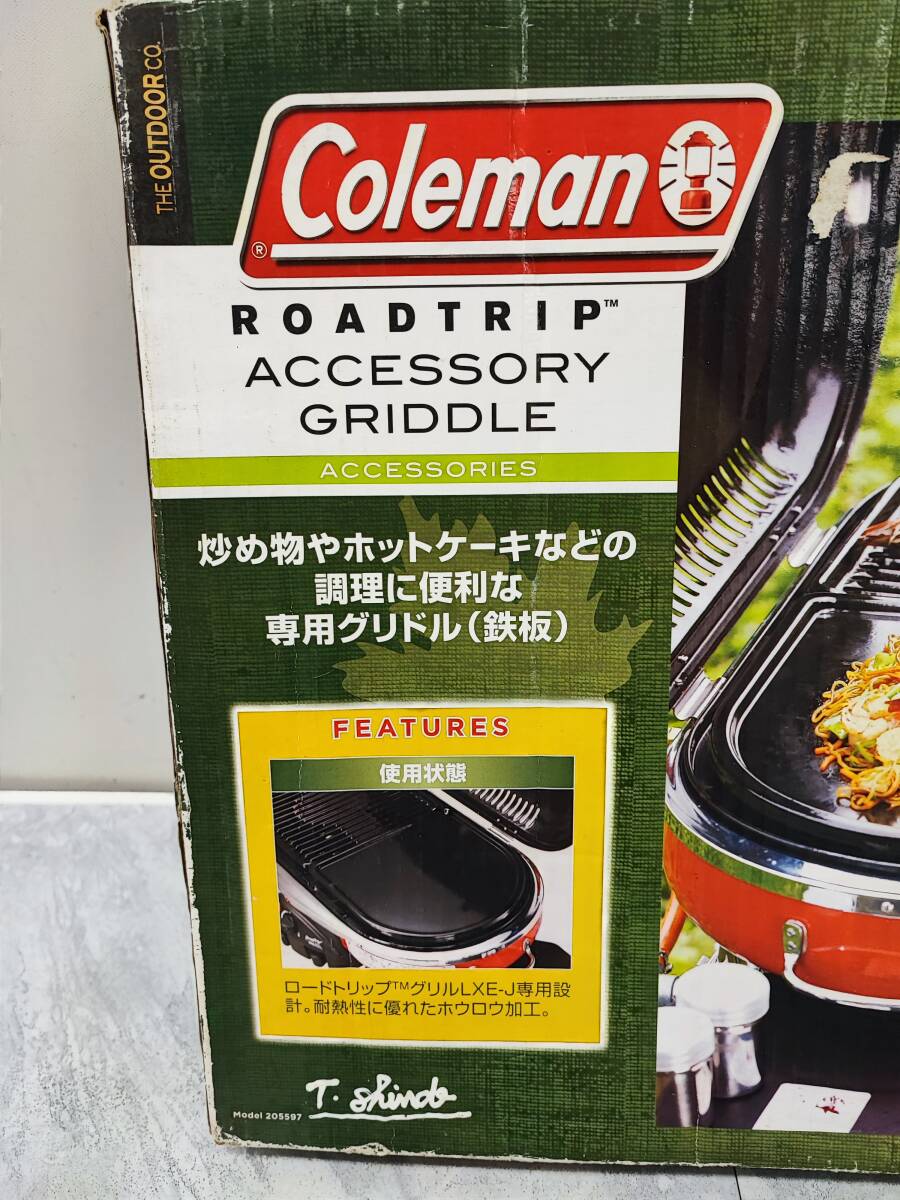 THE OUTDOOR CO.
Coleman
®
ROADTRIP™
ACCESSORY
GRIDDLE
ACCESSORIES
炒め物やホットケーキなどの
調理に便利な
専用グリドル(鉄板)
FEATURES
使用状態
ロードトリップ™グリルLXE-J専用設
計。耐熱性に優れたホウロウ加工。
Model 205597
T. Shindo